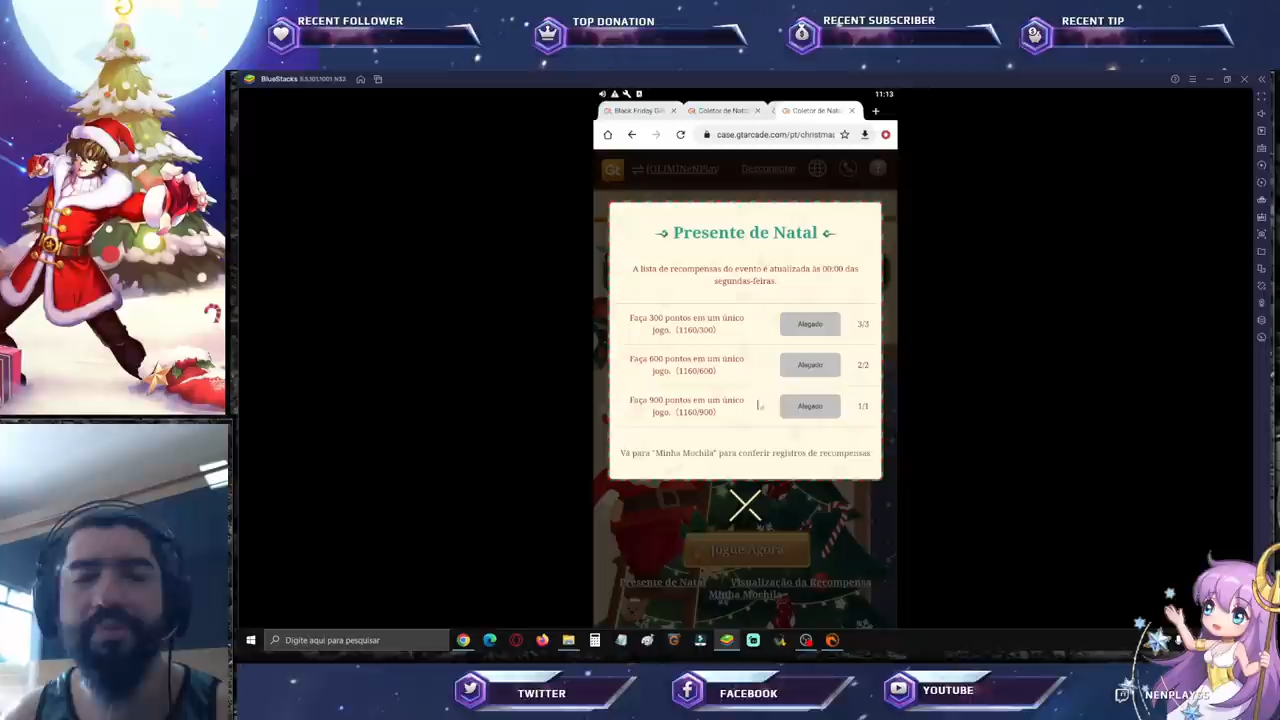 RECENT FOLLOWER
TOP DONATION
RECENT SUBSCRIBER
RECENT TIP
BlueStacks
11:13
Black Friday Gif
Coletor de Nata
Coletor de Nata
case.gtarcade.com/pt/christmas
Gt
Desconectar
Presente de Natal
A lista de recompensas do evento é atualizada às 00:00 das
segundas-feiras.
Faça 300 pontos em um único
jogo. (1160/300)
Alegado
3/3
Faça 600 pontos em um único
jogo. (1160/600)
Alegado
2/2
Faça 900 pontos em um único
jogo. (1160/900)
Alegado
1/1
Vá para "Minha Mochila" para conferir registros de recompensas
Jogue Agora
Presente de Natal
Visualização da Recompensa
Minha Mochila
Digite aqui para pesquisar
TWITTER
FACEBOOK
YOUTUBE